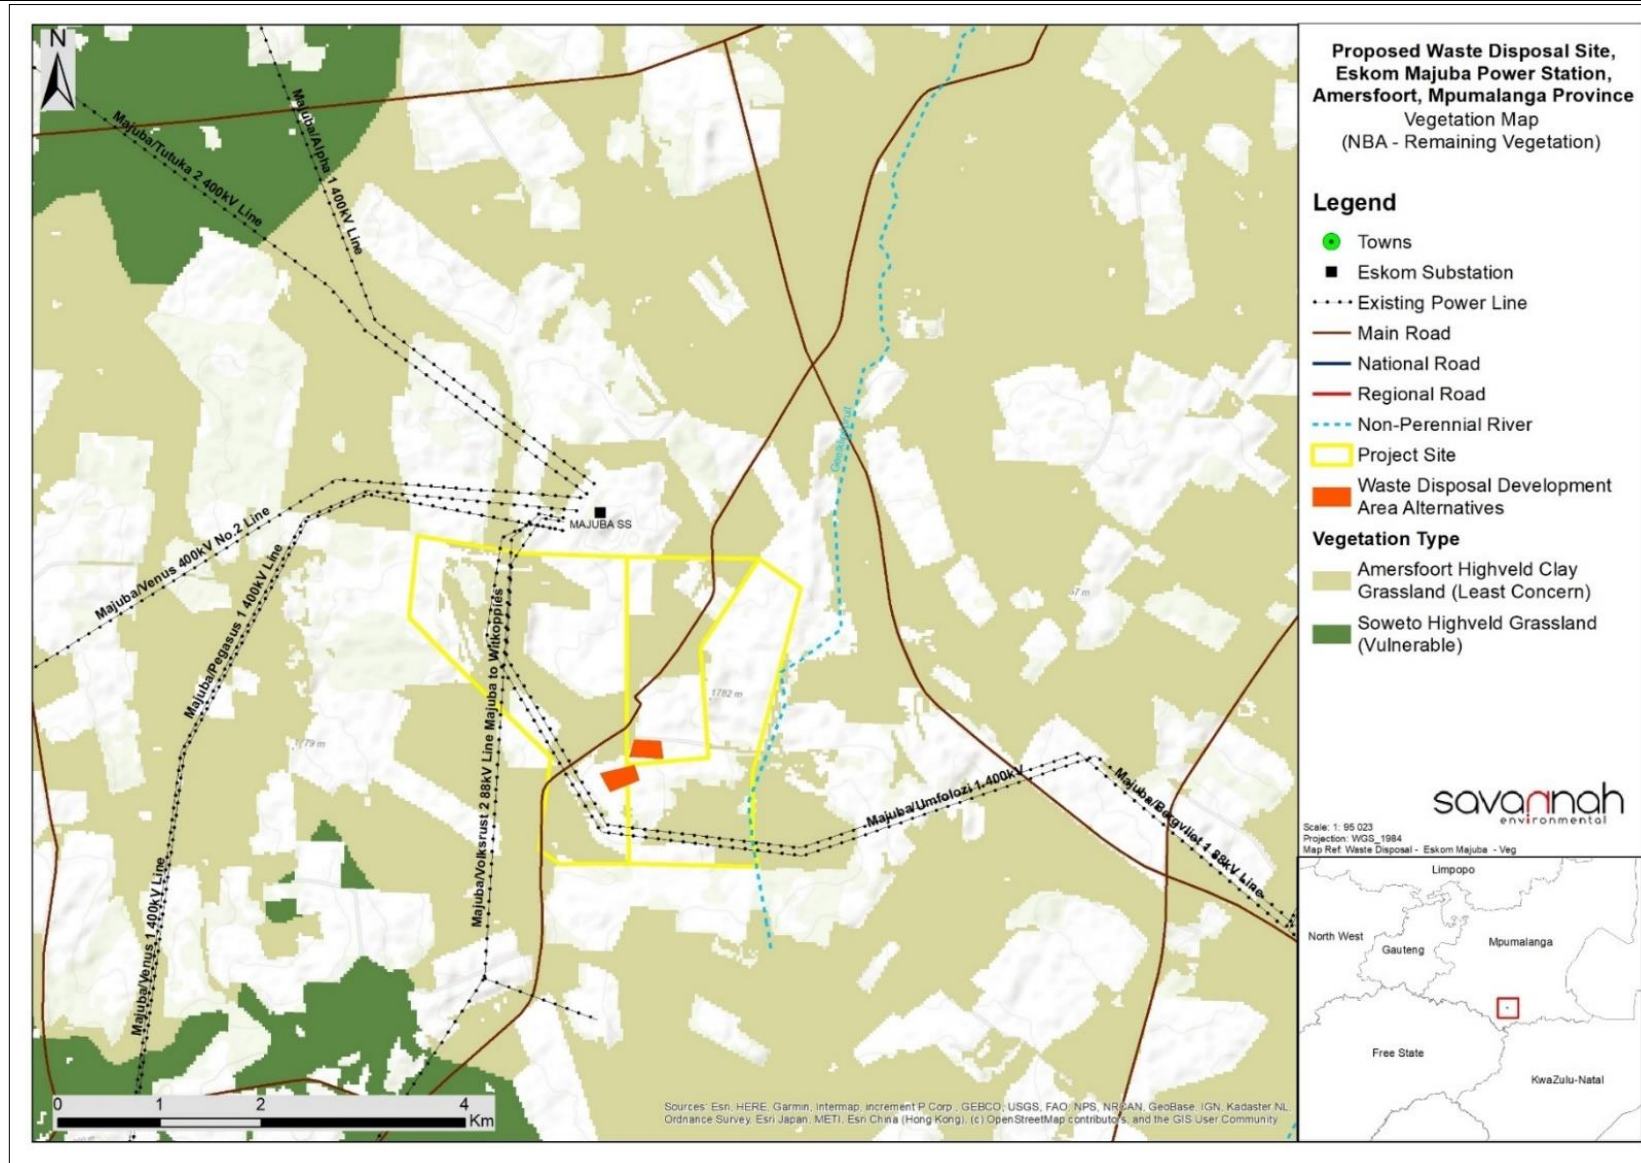 N
Majuba/Tutuka 2 400kV Line
Majuba/Alpha 1 400kV Line
Majuba/Venus 400kV No.2 Line
Majuba/Pegasus 1 400kV Line
Majuba/Venus 1 400kV Line
Majuba/Volksrust 2 88kV Line Majuba to Witkoppies
MAJUBA SS
1782 m
Majuba/Umfolozi 1 400kV
Majuba/Bergvliet 1 88kV Line
0 1 2 4
Km
Sources: Esri, HERE, Garmin, Intermap, increment P Corp., GEBCO, USGS, FAO, NPS, NRCAN, GeoBase, IGN, Kadaster NL,
Ordnance Survey, Esri Japan, METI, Esri China (Hong Kong), (c) OpenStreetMap contributors, and the GIS User Community
Proposed Waste Disposal Site,
Eskom Majuba Power Station,
Amersfoort, Mpumalanga Province
Vegetation Map
(NBA - Remaining Vegetation)
Legend
Towns
Eskom Substation
Existing Power Line
Main Road
National Road
Regional Road
Non-Perennial River
Project Site
Waste Disposal Development
Area Alternatives
Vegetation Type
Amersfoort Highveld Clay
Grassland (Least Concern)
Soweto Highveld Grassland
(Vulnerable)
savannah
environmental
Scale: 1: 95 023
Projection: WGS_1984
Map Ref: Waste Disposal - Eskom Majuba - Veg
Limpopo
North West
Gauteng
Mpumalanga
Free State
KwaZulu-Natal